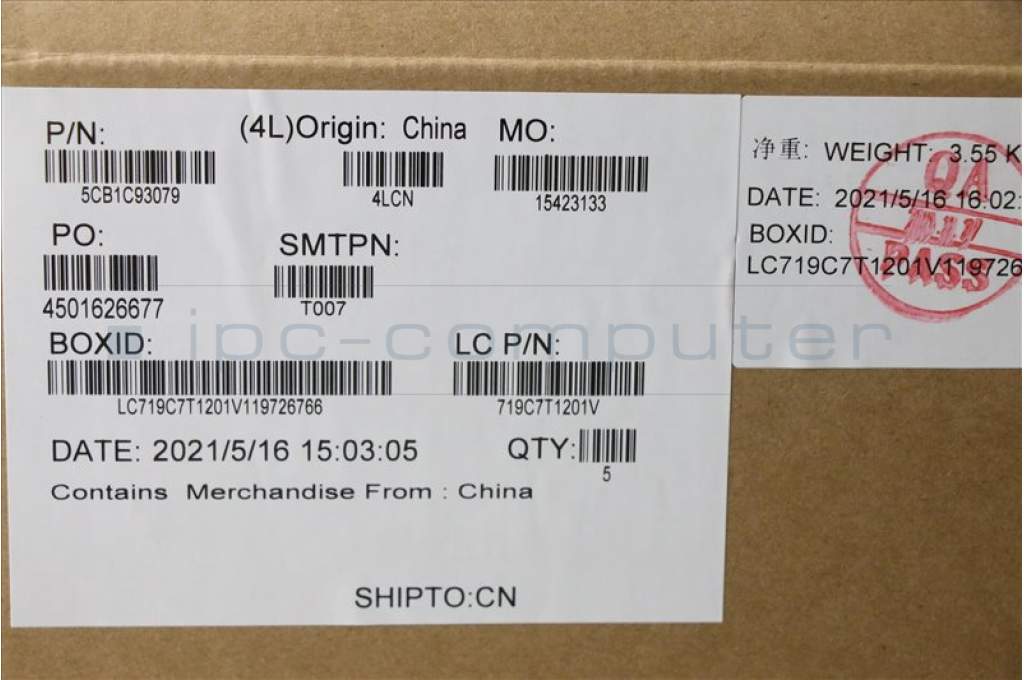 P/N: (4L)Origin: China MO:
5CB1C93079 4LCN 15423133
PO: SMTPN:
4501626677 T007
BOXID: LC P/N:
LC719C7T1201V119726766 719C7T1201V
DATE: 2021/5/16 15:03:05 QTY:
5
Contains Merchandise From : China
SHIPTO:CN
净重: WEIGHT: 3.55 K
DATE: 2021/5/16 16:02:
BOXID:
LC719C7T1201V119726
QA
PASS
ipc-computer